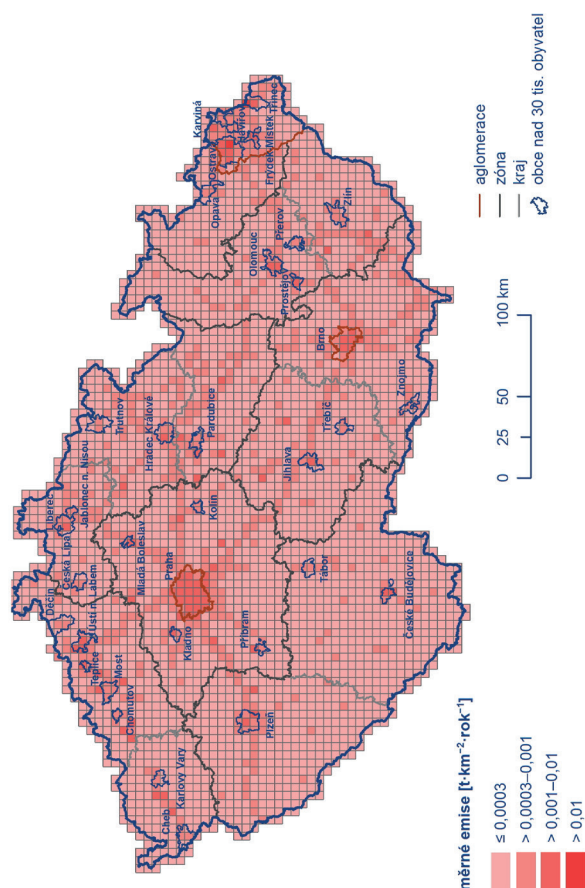 Děčín
Liberec
Česká Lípa
Jablonec n. Nisou
Ústí n. Labem
Teplice
Most
Chomutov
Trutnov
Mladá Boleslav
Hradec Králové
Cheb
Karlovy Vary
Praha
Kladno
Kolín
Pardubice
Příbram
Plzeň
Tábor
České Budějovice
Jihlava
Třebíč
Znojmo
Brno
Opava
Ostrava
Karviná
Havířov
Frýdek Místek
Třinec
Olomouc
Přerov
Prostějov
Zlín
měrné emise [t·km⁻²·rok⁻¹]
≤ 0,0003
> 0,0003–0,001
> 0,001–0,01
> 0,01
0 25 50 100 km
aglomerace
zóna
kraj
obce nad 30 tis. obyvatel